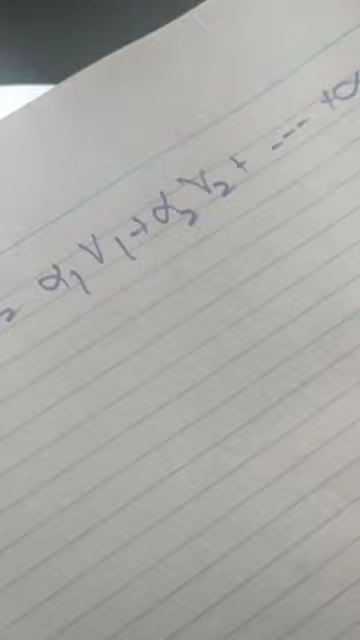 = α₁V₁ + α₂V₂ + --- + α